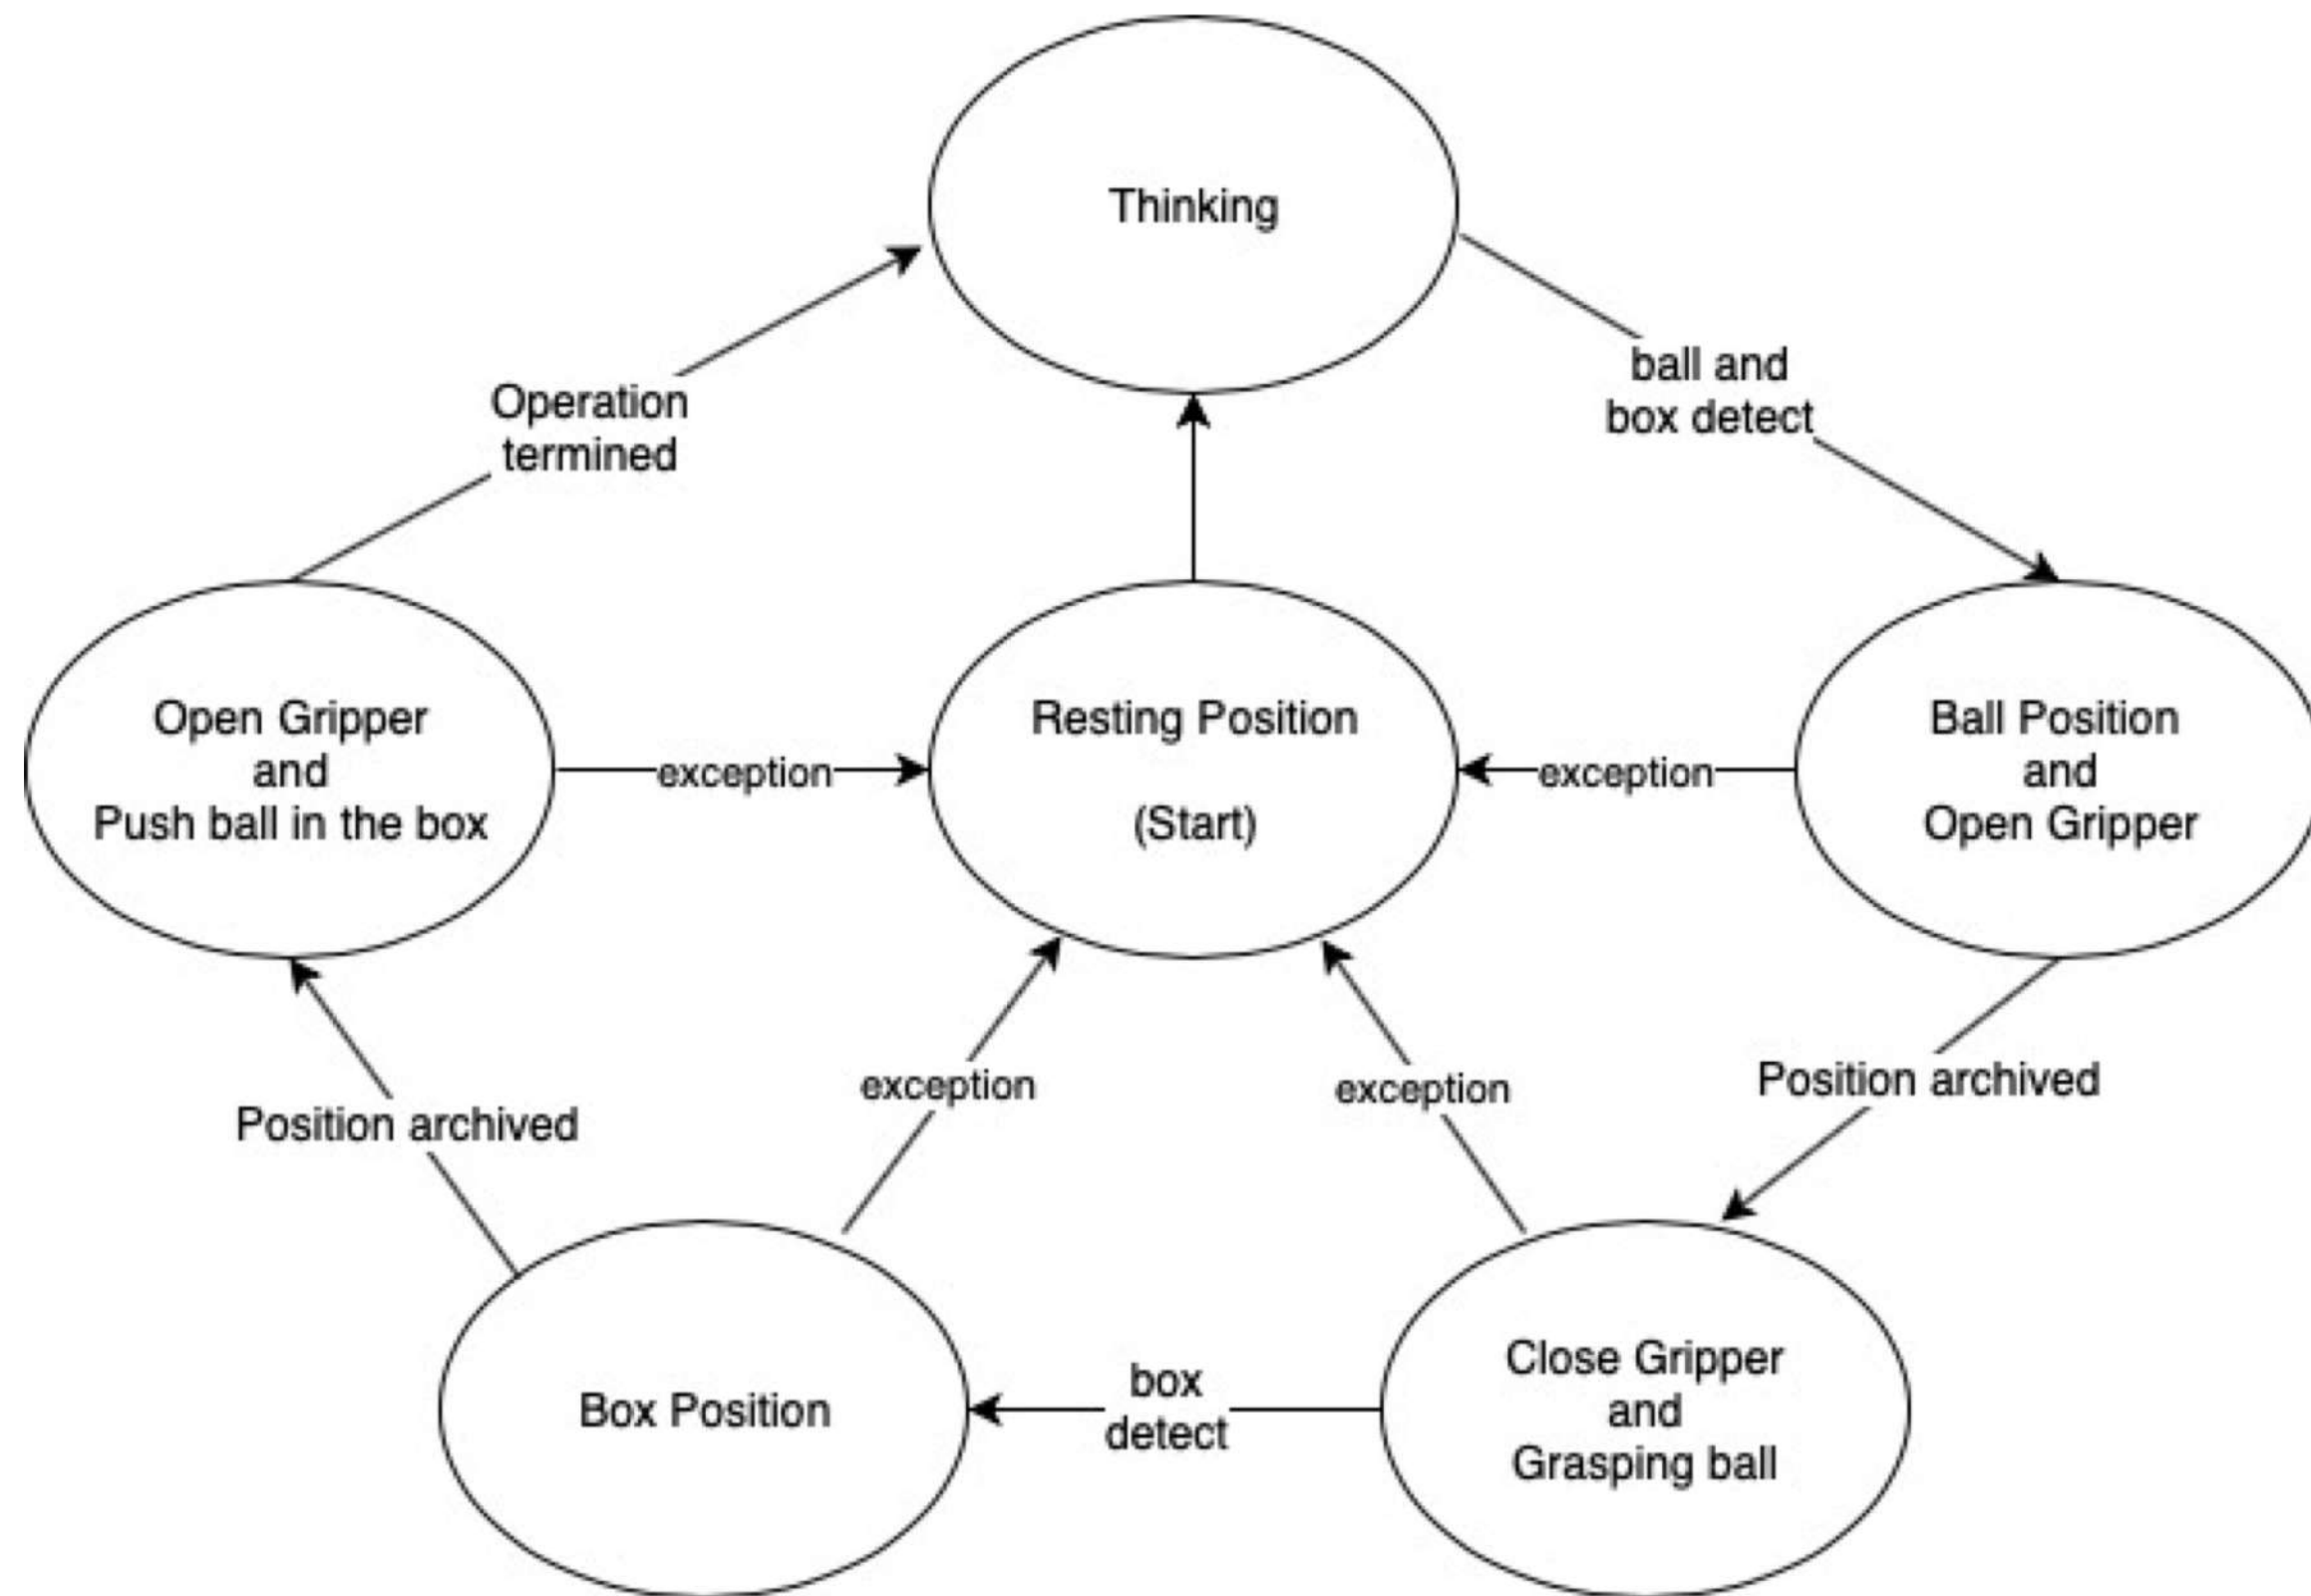 Thinking
ball and
box detect
Operation
termined
Open Gripper
and
Push ball in the box
exception
Resting Position
(Start)
exception
Ball Position
and
Open Gripper
Position archived
exception
exception
Position archived
Box Position
box
detect
Close Gripper
and
Grasping ball